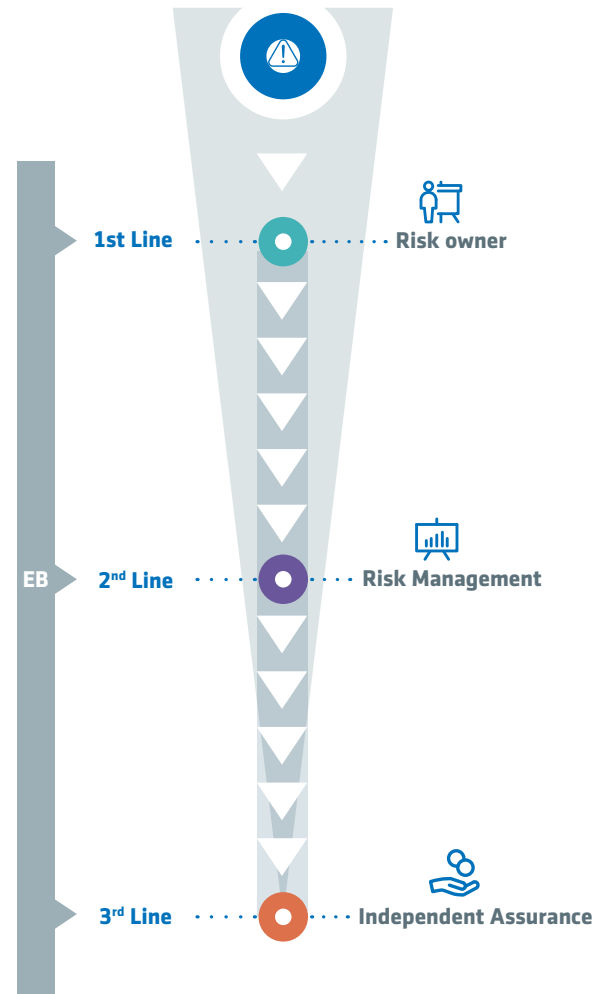 1st Line
Risk owner
EB
2nd Line
Risk Management
3rd Line
Independent Assurance